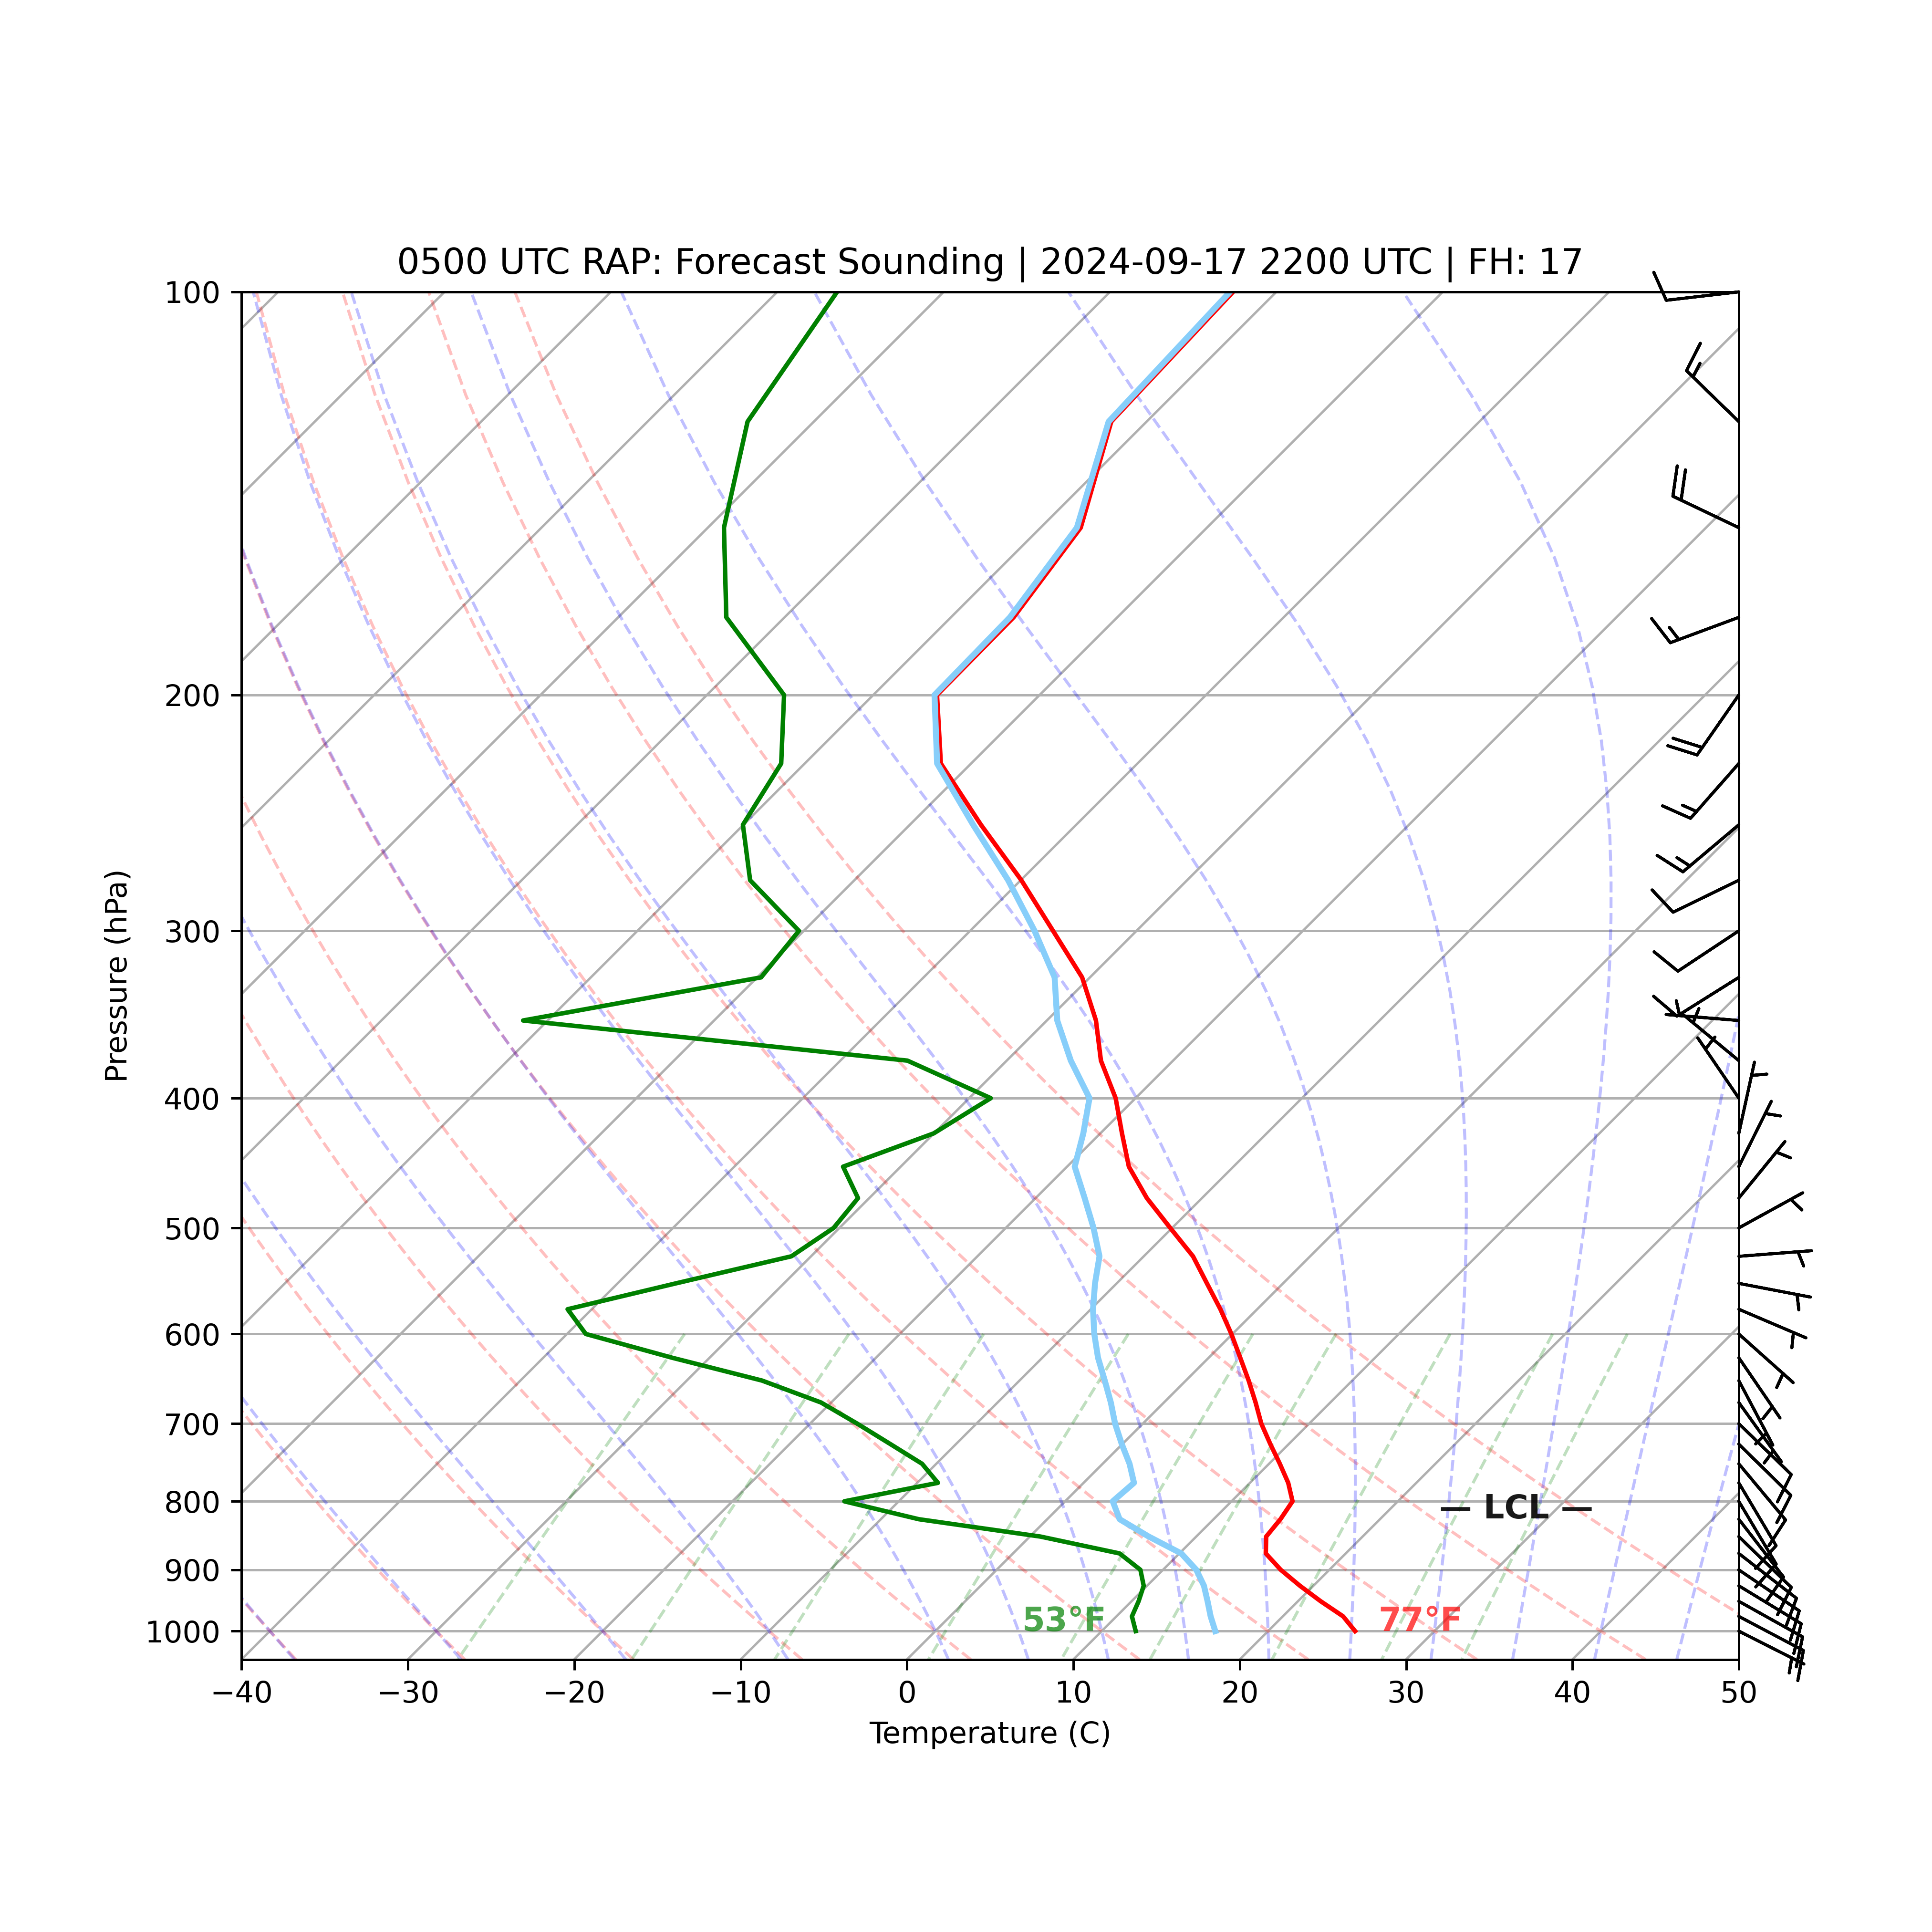 0500 UTC RAP: Forecast Sounding | 2024-09-17 2200 UTC | FH: 17
100
200
300
400
500
600
700
800
900
1000
Pressure (hPa)
— LCL —
53°F
77°F
−40 −30 −20 −10 0 10 20 30 40 50
Temperature (C)